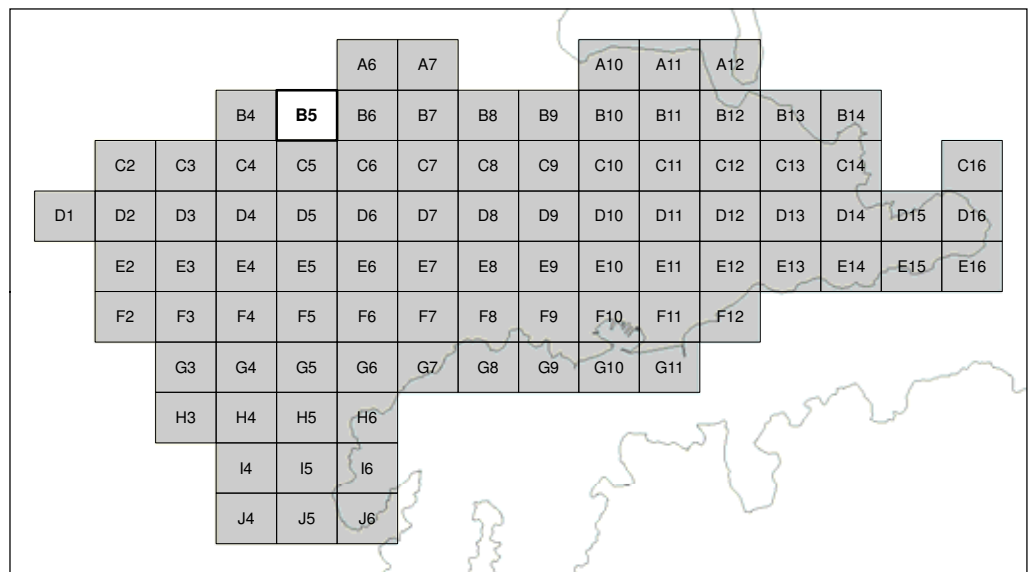 A6 A7 A10 A11 A12
B4 B5 B6 B7 B8 B9 B10 B11 B12 B13 B14
C2 C3 C4 C5 C6 C7 C8 C9 C10 C11 C12 C13 C14 C16
D1 D2 D3 D4 D5 D6 D7 D8 D9 D10 D11 D12 D13 D14 D15 D16
E2 E3 E4 E5 E6 E7 E8 E9 E10 E11 E12 E13 E14 E15 E16
F2 F3 F4 F5 F6 F7 F8 F9 F10 F11 F12
G3 G4 G5 G6 G7 G8 G9 G10 G11
H3 H4 H5 H6
I4 I5 I6
J4 J5 J6